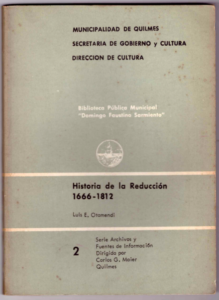 MUNICIPALIDAD DE QUILMES
SECRETARIA DE GOBIERNO y CULTURA
DIRECCION DE CULTURA
Biblioteca Pública Municipal
"Domingo Faustino Sarmiento"
Historia de la Reducción
1666-1812
Luis E. Otamendi
2
Serie Archivos y
Fuentes de Información
Dirigida por
Carlos G. Maier
Quilmes